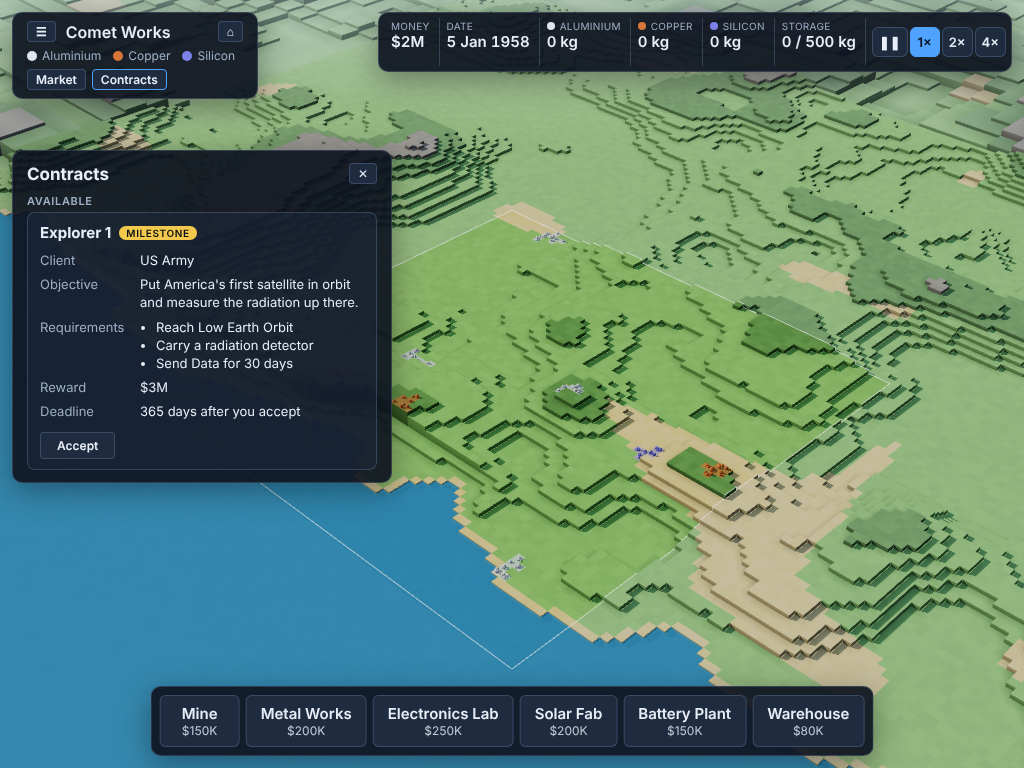 Comet Works
Aluminium Copper Silicon
Market Contracts
MONEY
$2M
DATE
5 Jan 1958
ALUMINIUM
0 kg
COPPER
0 kg
SILICON
0 kg
STORAGE
0 / 500 kg
1× 2× 4×
Contracts
AVAILABLE
Explorer 1 MILESTONE
Client US Army
Objective Put America's first satellite in orbit
and measure the radiation up there.
Requirements • Reach Low Earth Orbit
• Carry a radiation detector
• Send Data for 30 days
Reward $3M
Deadline 365 days after you accept
Accept
Mine
$150K
Metal Works
$200K
Electronics Lab
$250K
Solar Fab
$200K
Battery Plant
$150K
Warehouse
$80K